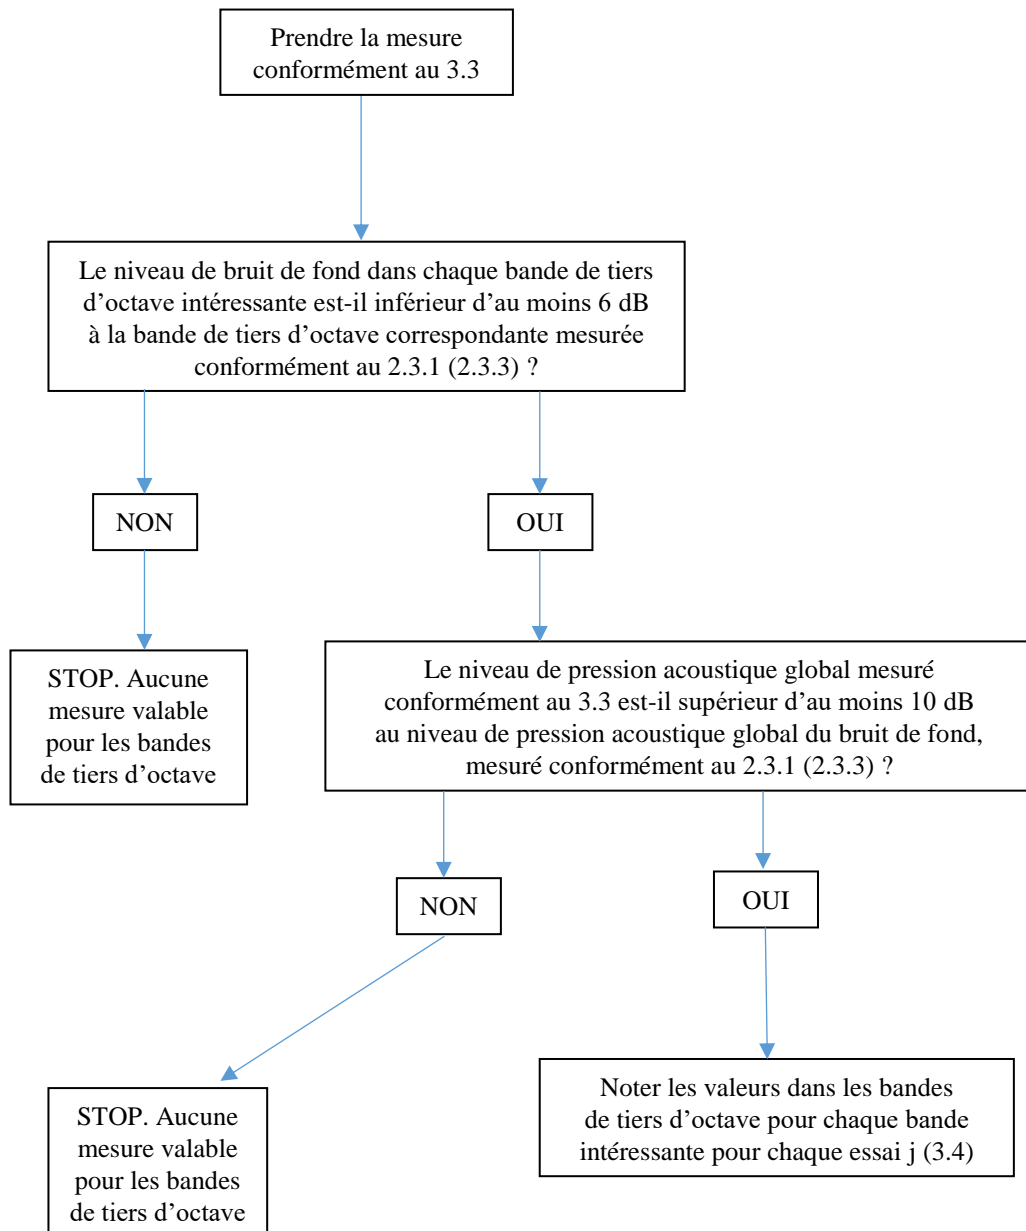 Prendre la mesure
conformément au 3.3
Le niveau de bruit de fond dans chaque bande de tiers
d’octave intéressante est-il inférieur d’au moins 6 dB
à la bande de tiers d’octave correspondante mesurée
conformément au 2.3.1 (2.3.3) ?
NON
OUI
STOP. Aucune
mesure valable
pour les bandes
de tiers d’octave
Le niveau de pression acoustique global mesuré
conformément au 3.3 est-il supérieur d’au moins 10 dB
au niveau de pression acoustique global du bruit de fond,
mesuré conformément au 2.3.1 (2.3.3) ?
NON
OUI
STOP. Aucune
mesure valable
pour les bandes
de tiers d’octave
Noter les valeurs dans les bandes
de tiers d’octave pour chaque bande
intéressante pour chaque essai j (3.4)